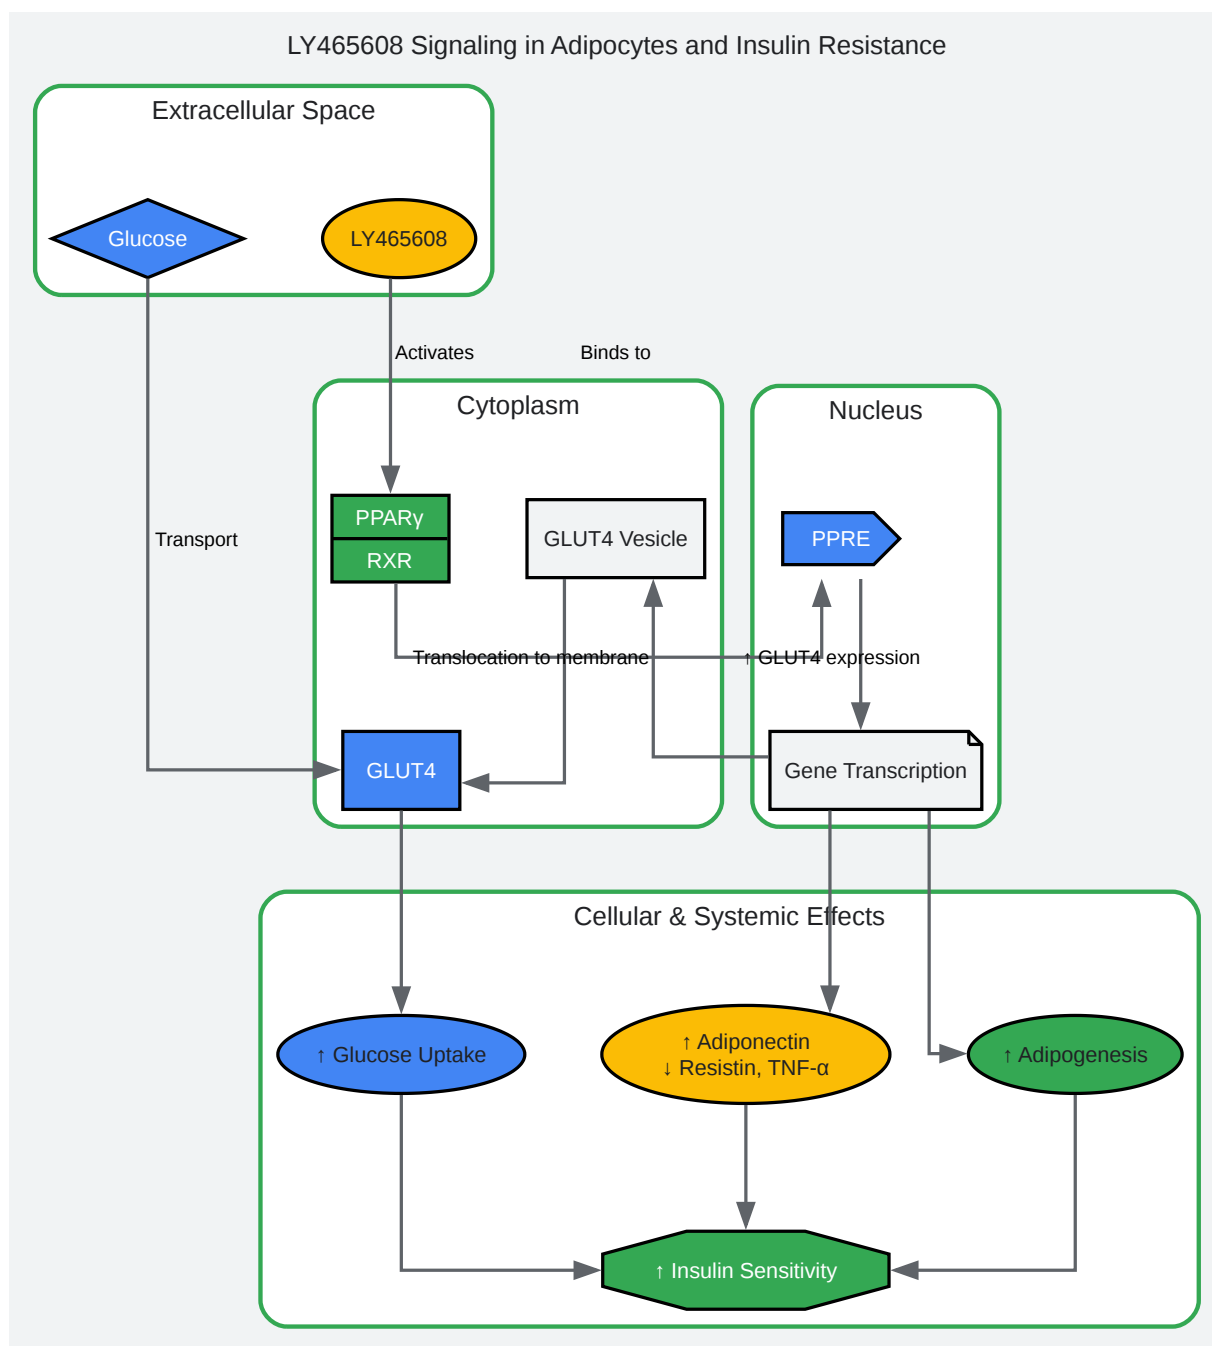 LY465608 Signaling in Adipocytes and Insulin Resistance
Extracellular Space
Glucose
LY465608
Activates
Binds to
Cytoplasm
Nucleus
PPARγ
RXR
GLUT4 Vesicle
PPRE
Transport
Translocation to membrane
↑ GLUT4 expression
GLUT4
Gene Transcription
Cellular & Systemic Effects
↑ Glucose Uptake
↑ Adiponectin
↓ Resistin, TNF-α
↑ Adipogenesis
↑ Insulin Sensitivity